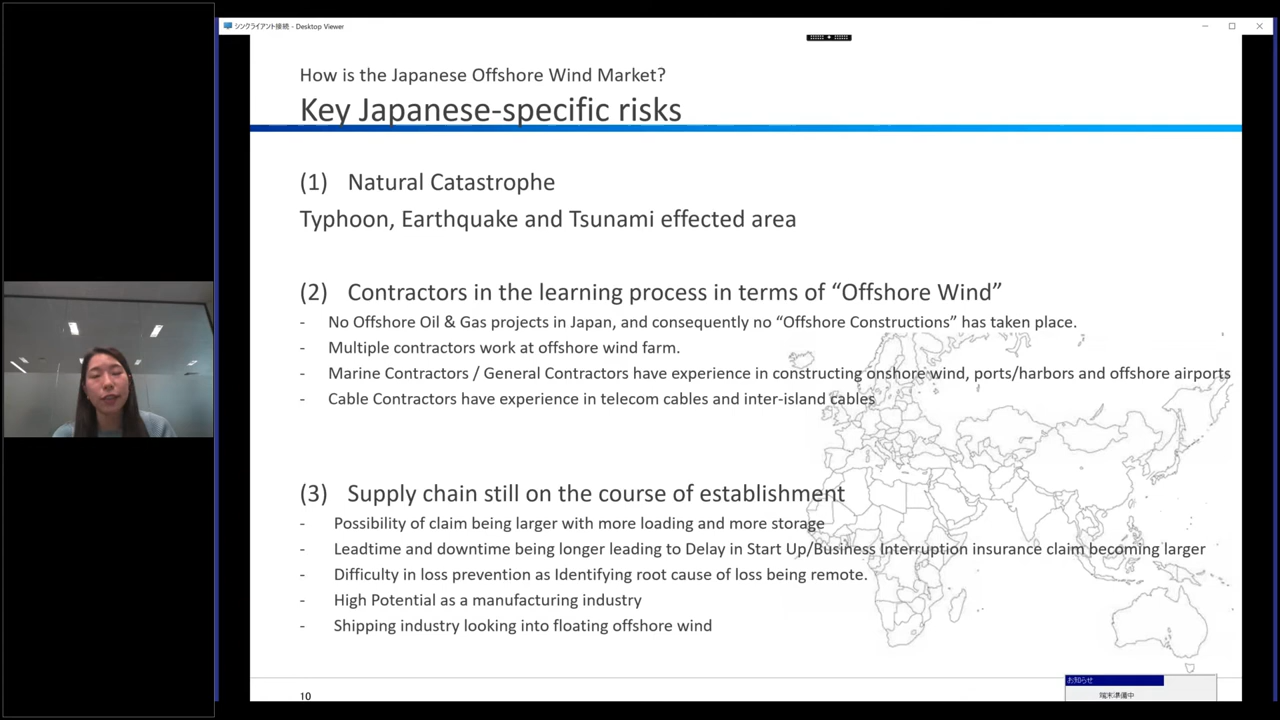 シンクライアント接続 - Desktop Viewer
How is the Japanese Offshore Wind Market?
Key Japanese-specific risks
(1) Natural Catastrophe
Typhoon, Earthquake and Tsunami effected area
(2) Contractors in the learning process in terms of “Offshore Wind”
- No Offshore Oil & Gas projects in Japan, and consequently no “Offshore Constructions” has taken place.
- Multiple contractors work at offshore wind farm.
- Marine Contractors / General Contractors have experience in constructing onshore wind, ports/harbors and offshore airports
- Cable Contractors have experience in telecom cables and inter-island cables
(3) Supply chain still on the course of establishment
- Possibility of claim being larger with more loading and more storage
- Leadtime and downtime being longer leading to Delay in Start Up/Business Interruption insurance claim becoming larger
- Difficulty in loss prevention as Identifying root cause of loss being remote.
- High Potential as a manufacturing industry
- Shipping industry looking into floating offshore wind
10
お知らせ
端末準備中